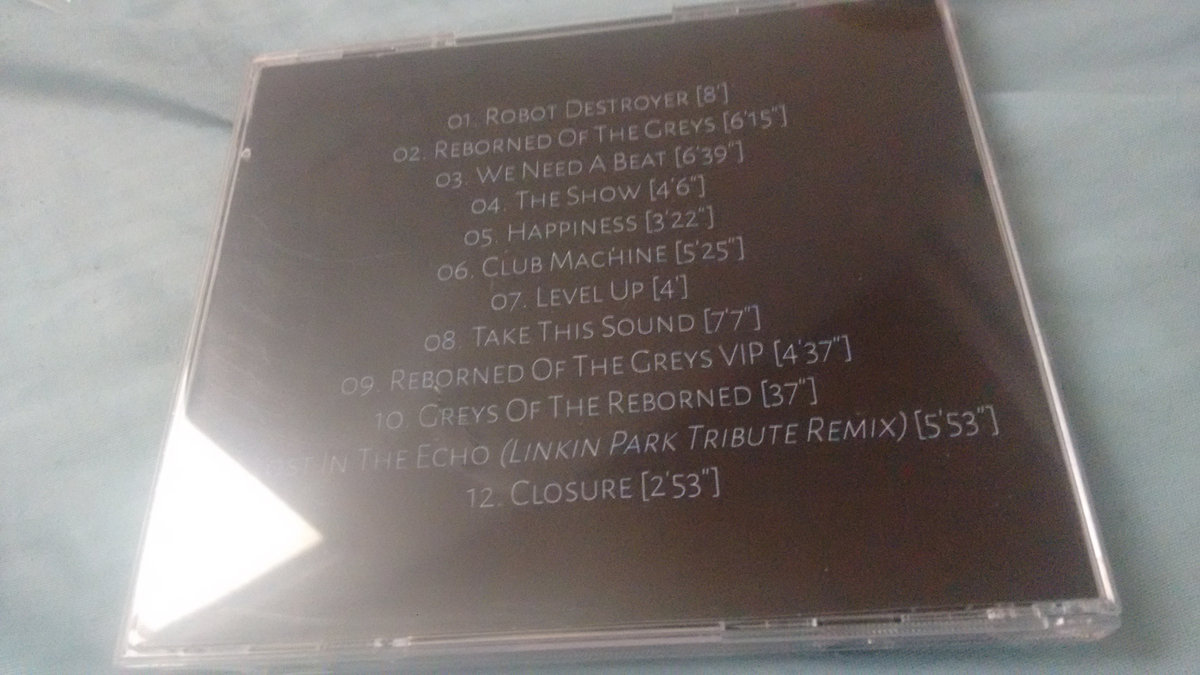 01. Robot Destroyer [8']
02. Reborned Of The Greys [6'15"]
03. We Need A Beat [6'39"]
04. The Show [4'6"]
05. Happiness [3'22"]
06. Club Machine [5'25"]
07. Level Up [4']
08. Take This Sound [7'7"]
09. Reborned Of The Greys VIP [4'37"]
10. Greys Of The Reborned [37"]
In The Echo (Linkin Park Tribute Remix) [5'53"]
12. Closure [2'53"]